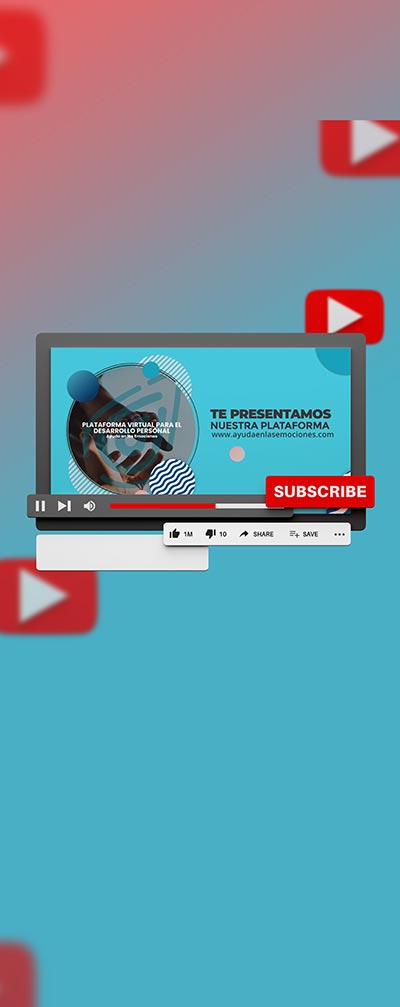 PLATAFORMA VIRTUAL PARA EL
DESARROLLO PERSONAL
Ayuda en las Emociones
TE PRESENTAMOS
NUESTRA PLATAFORMA
www.ayudaenlasemociones.com
SUBSCRIBE
1M 10 SHARE SAVE